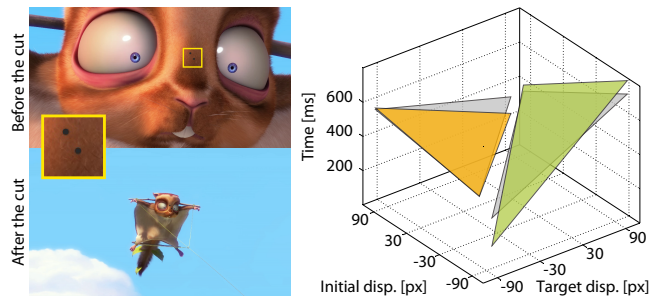 Before the cut
After the cut
Time [ms]
600
400
200
90
30
-30
-90
Initial disp. [px]
-90
-30
30
90
Target disp. [px]